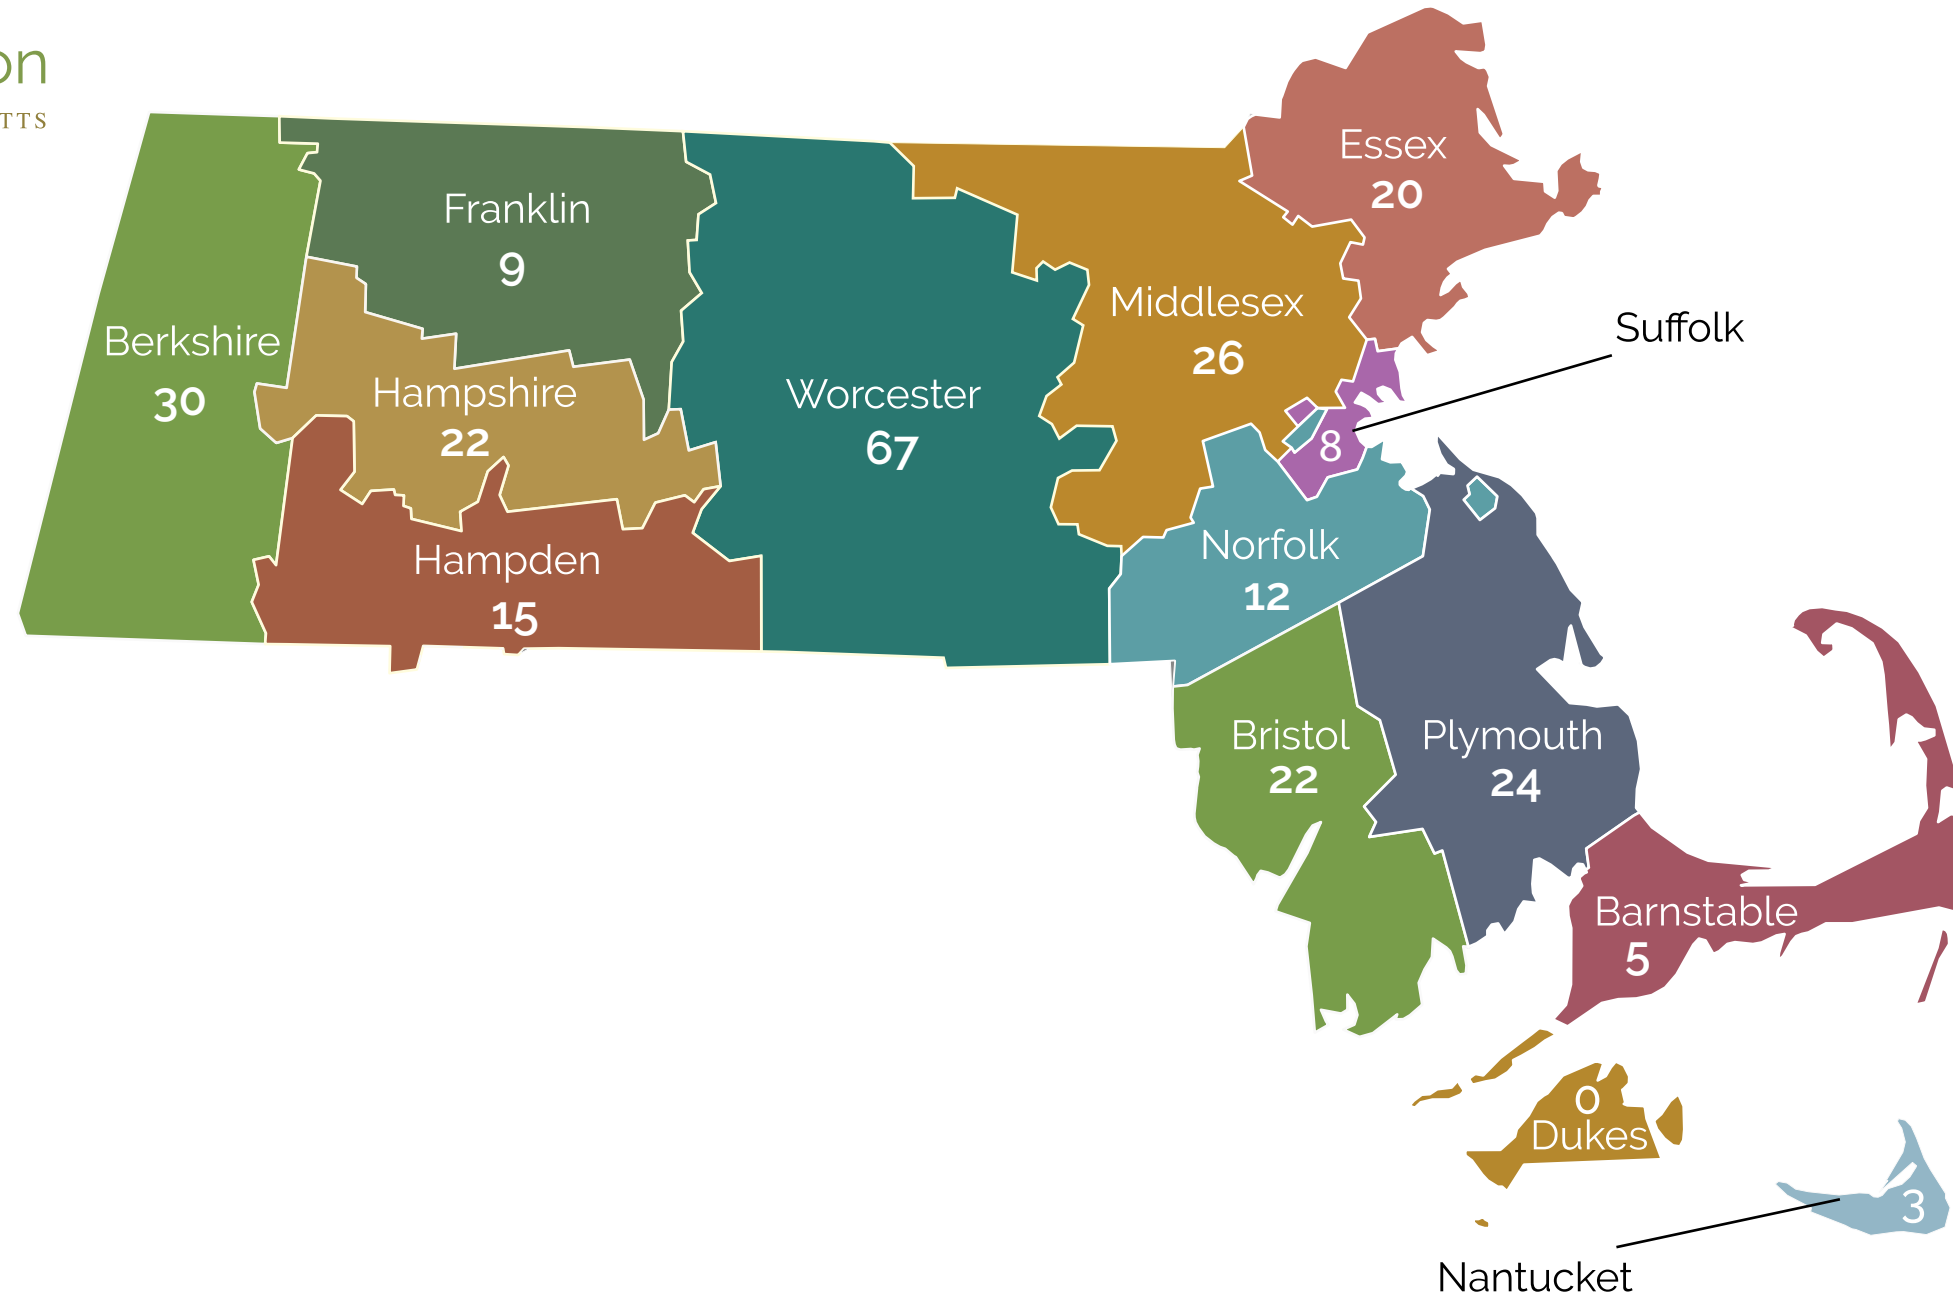 on
TTS
Essex
20
Franklin
9
Middlesex
26
Suffolk
8
Berkshire
30
Hampshire
22
Worcester
67
Hampden
15
Norfolk
12
Bristol
22
Plymouth
24
Barnstable
5
0
Dukes
3
Nantucket